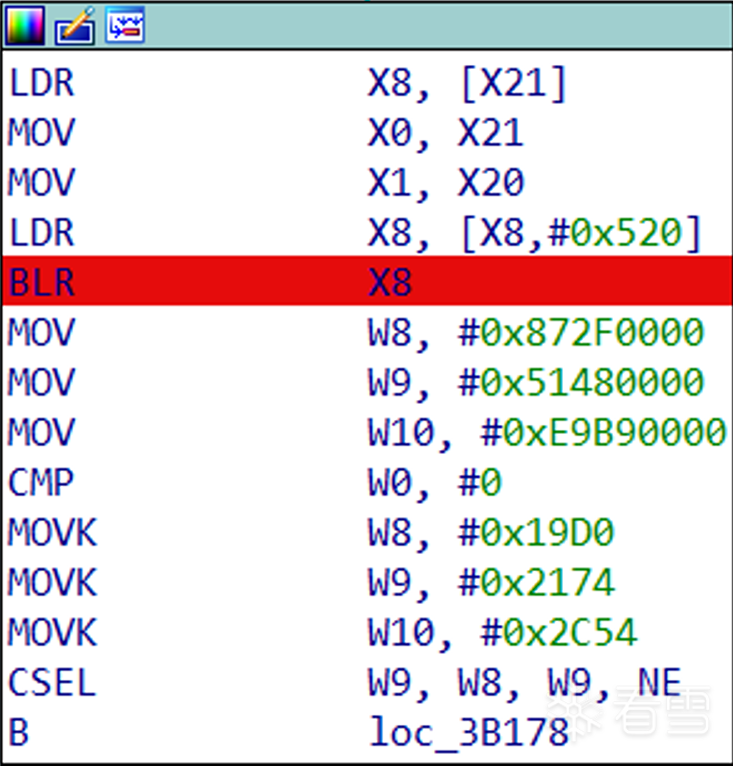 LDR X8, [X21]
MOV X0, X21
MOV X1, X20
LDR X8, [X8,#0x520]
BLR X8
MOV W8, #0x872F0000
MOV W9, #0x51480000
MOV W10, #0xE9B90000
CMP W0, #0
MOVK W8, #0x19D0
MOVK W9, #0x2174
MOVK W10, #0x2C54
CSEL W9, W8, W9, NE
B loc_3B178
看雪